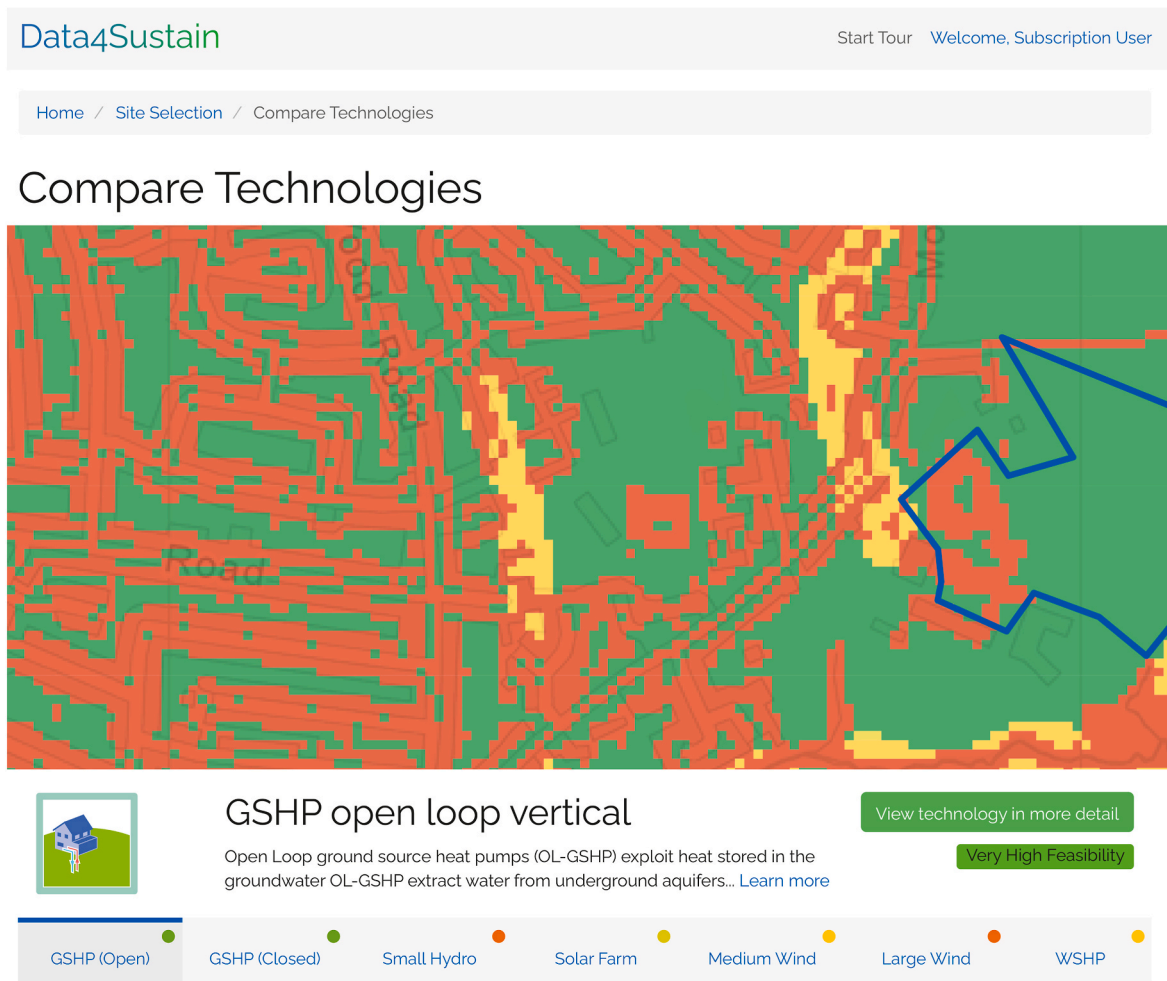 Data4Sustain
Start Tour Welcome, Subscription User
Home / Site Selection / Compare Technologies
Compare Technologies
ood Road
Mo
Road
GSHP open loop vertical
View technology in more detail
Open Loop ground source heat pumps (OL-GSHP) exploit heat stored in the
Very High Feasibility
groundwater OL-GSHP extract water from underground aquifers... Learn more
GSHP (Open) GSHP (Closed) Small Hydro Solar Farm Medium Wind Large Wind WSHP